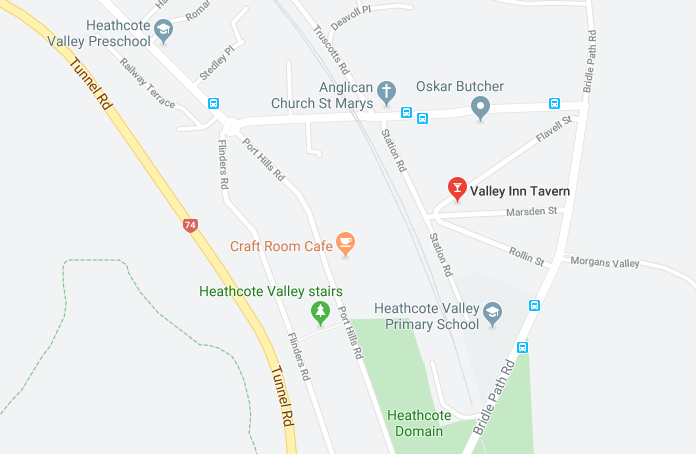 Ha
Roma
Deavoll Pl
Heathcote
Valley Preschool
Stedley Pl
Truscotts Rd
Bridle Path Rd
Railway Terrace
Tunnel Rd
Anglican
Church St Marys
Oskar Butcher
Flavell St
Station Rd
Port Hills Rd
Flinders Rd
Valley Inn Tavern
Marsden St
74
Craft Room Cafe
Station Rd
Rollin St
Morgans Valley
Heathcote Valley stairs
Heathcote Valley
Primary School
Port Hills Rd
Flinders Rd
Tunnel Rd
Bridle Path Rd
Heathcote
Domain